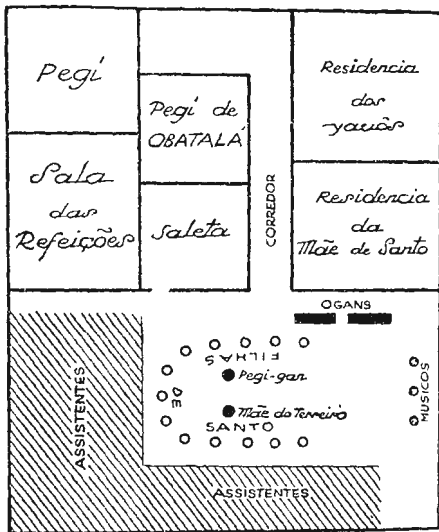 Pegí
Pegí de
OBATALÁ
Sala
das
Refeições
Saleta
CORREDOR
Residencia
das
yauôs
Residencia
da
Mãe de Santo
OGANS
FILHAS
DE
SANTO
Pegi-gan
Mãe do Terreiro
MUSICOS
ASSISTENTES
ASSISTENTES